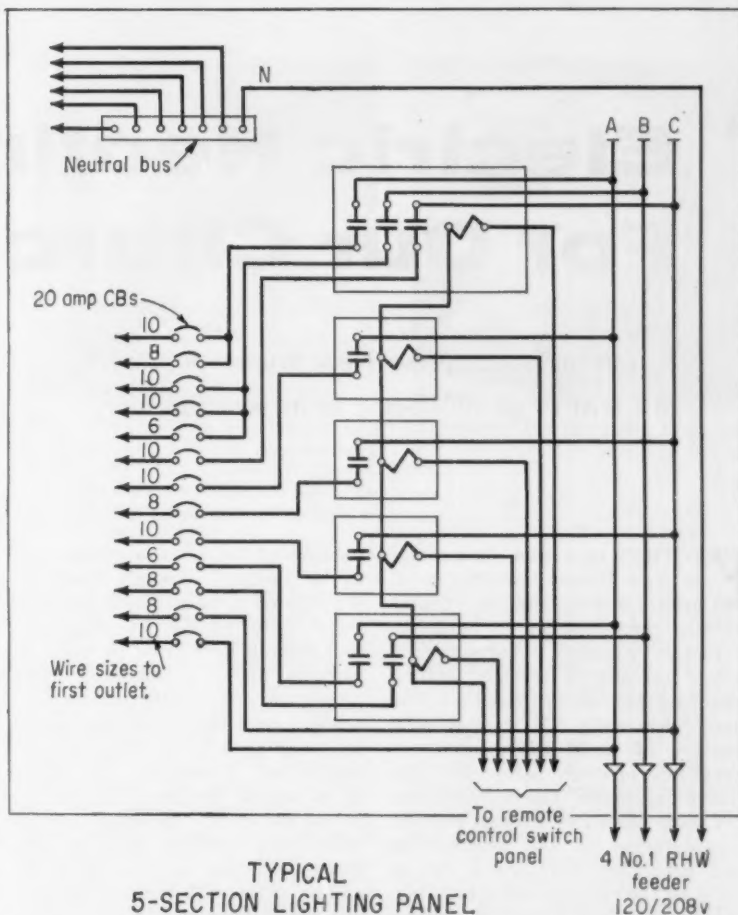 N
A B C
Neutral bus
20 amp CBs
10
8
10
10
6
10
10
8
10
6
8
8
10
Wire sizes to
first outlet.
To remote
control switch
panel
4 No.1 RHW
feeder
120/208v
TYPICAL
5-SECTION LIGHTING PANEL